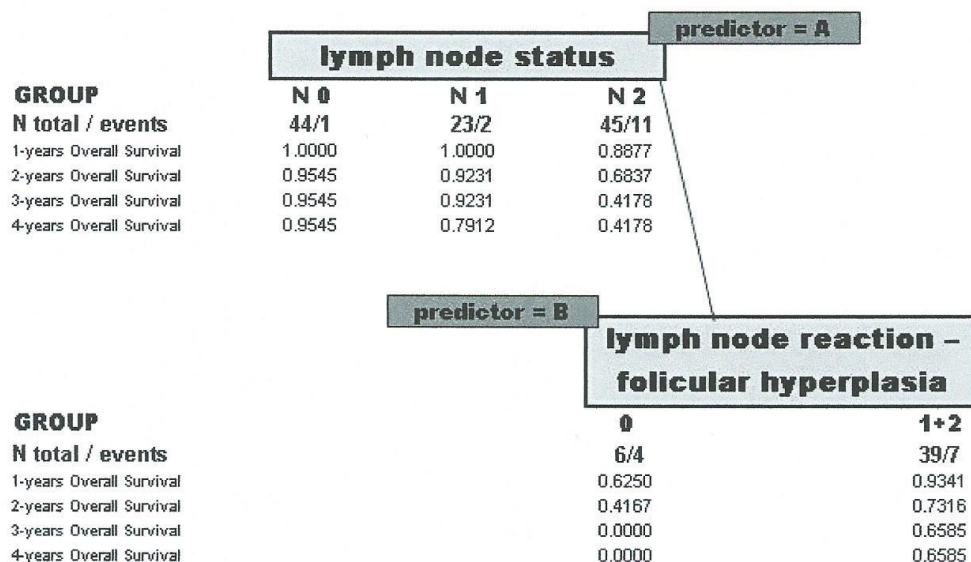 predictor = A
lymph node status
GROUP N 0 N 1 N 2
N total / events 44/1 23/2 45/11
1-years Overall Survival 1.0000 1.0000 0.8877
2-years Overall Survival 0.9545 0.9231 0.6837
3-years Overall Survival 0.9545 0.9231 0.4178
4-years Overall Survival 0.9545 0.7912 0.4178
predictor = B
lymph node reaction –
folicular hyperplasia
GROUP 0 1+2
N total / events 6/4 39/7
1-years Overall Survival 0.6250 0.9341
2-years Overall Survival 0.4167 0.7316
3-years Overall Survival 0.0000 0.6585
4-years Overall Survival 0.0000 0.6585